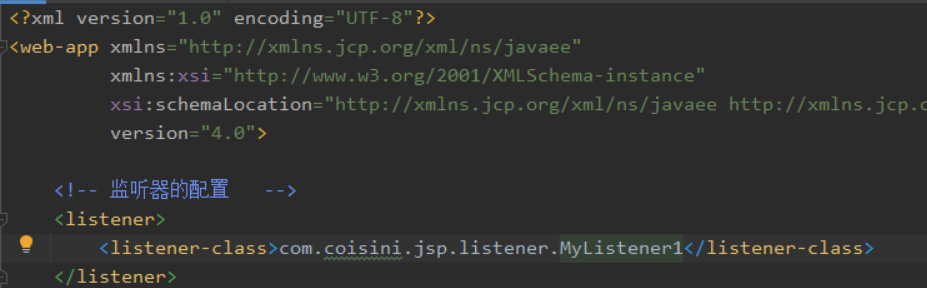 <?xml version="1.0" encoding="UTF-8"?>
<web-app xmlns="http://xmlns.jcp.org/xml/ns/javaee"
xmlns:xsi="http://www.w3.org/2001/XMLSchema-instance"
xsi:schemaLocation="http://xmlns.jcp.org/xml/ns/javaee http://xmlns.jcp.o
version="4.0">
<!-- 监听器的配置 -->
<listener>
<listener-class>com.coisini.jsp.listener.MyListener1</listener-class>
</listener>